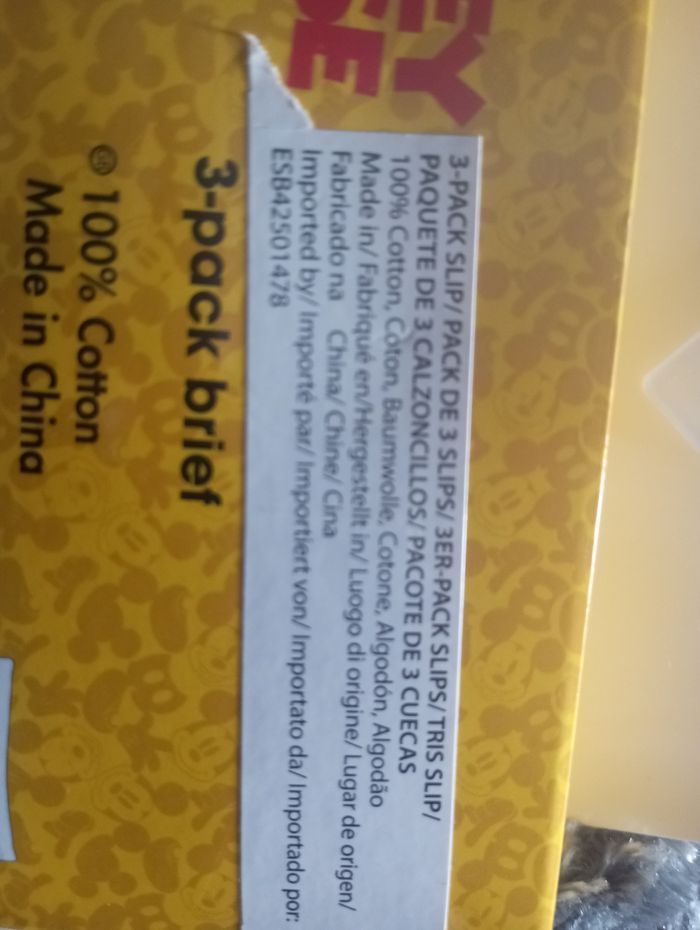 EY
SE
3-PACK SLIP/ PACK DE 3 SLIPS/ 3ER-PACK SLIPS/ TRIS SLIP/
PAQUETE DE 3 CALZONCILLOS/ PACOTE DE 3 CUECAS
100% Cotton, Coton, Baumwolle, Cotone, Algodón, Algodão
Made in/ Fabriqué en/Hergestellt in/ Luogo di origine/ Lugar de origen/
Fabricado na China/ Chine/ Cina
Imported by/ Importé par/ Importiert von/ Importato da/ Importado por:
ESB42501478
3-pack brief
GB 100% Cotton
Made in China